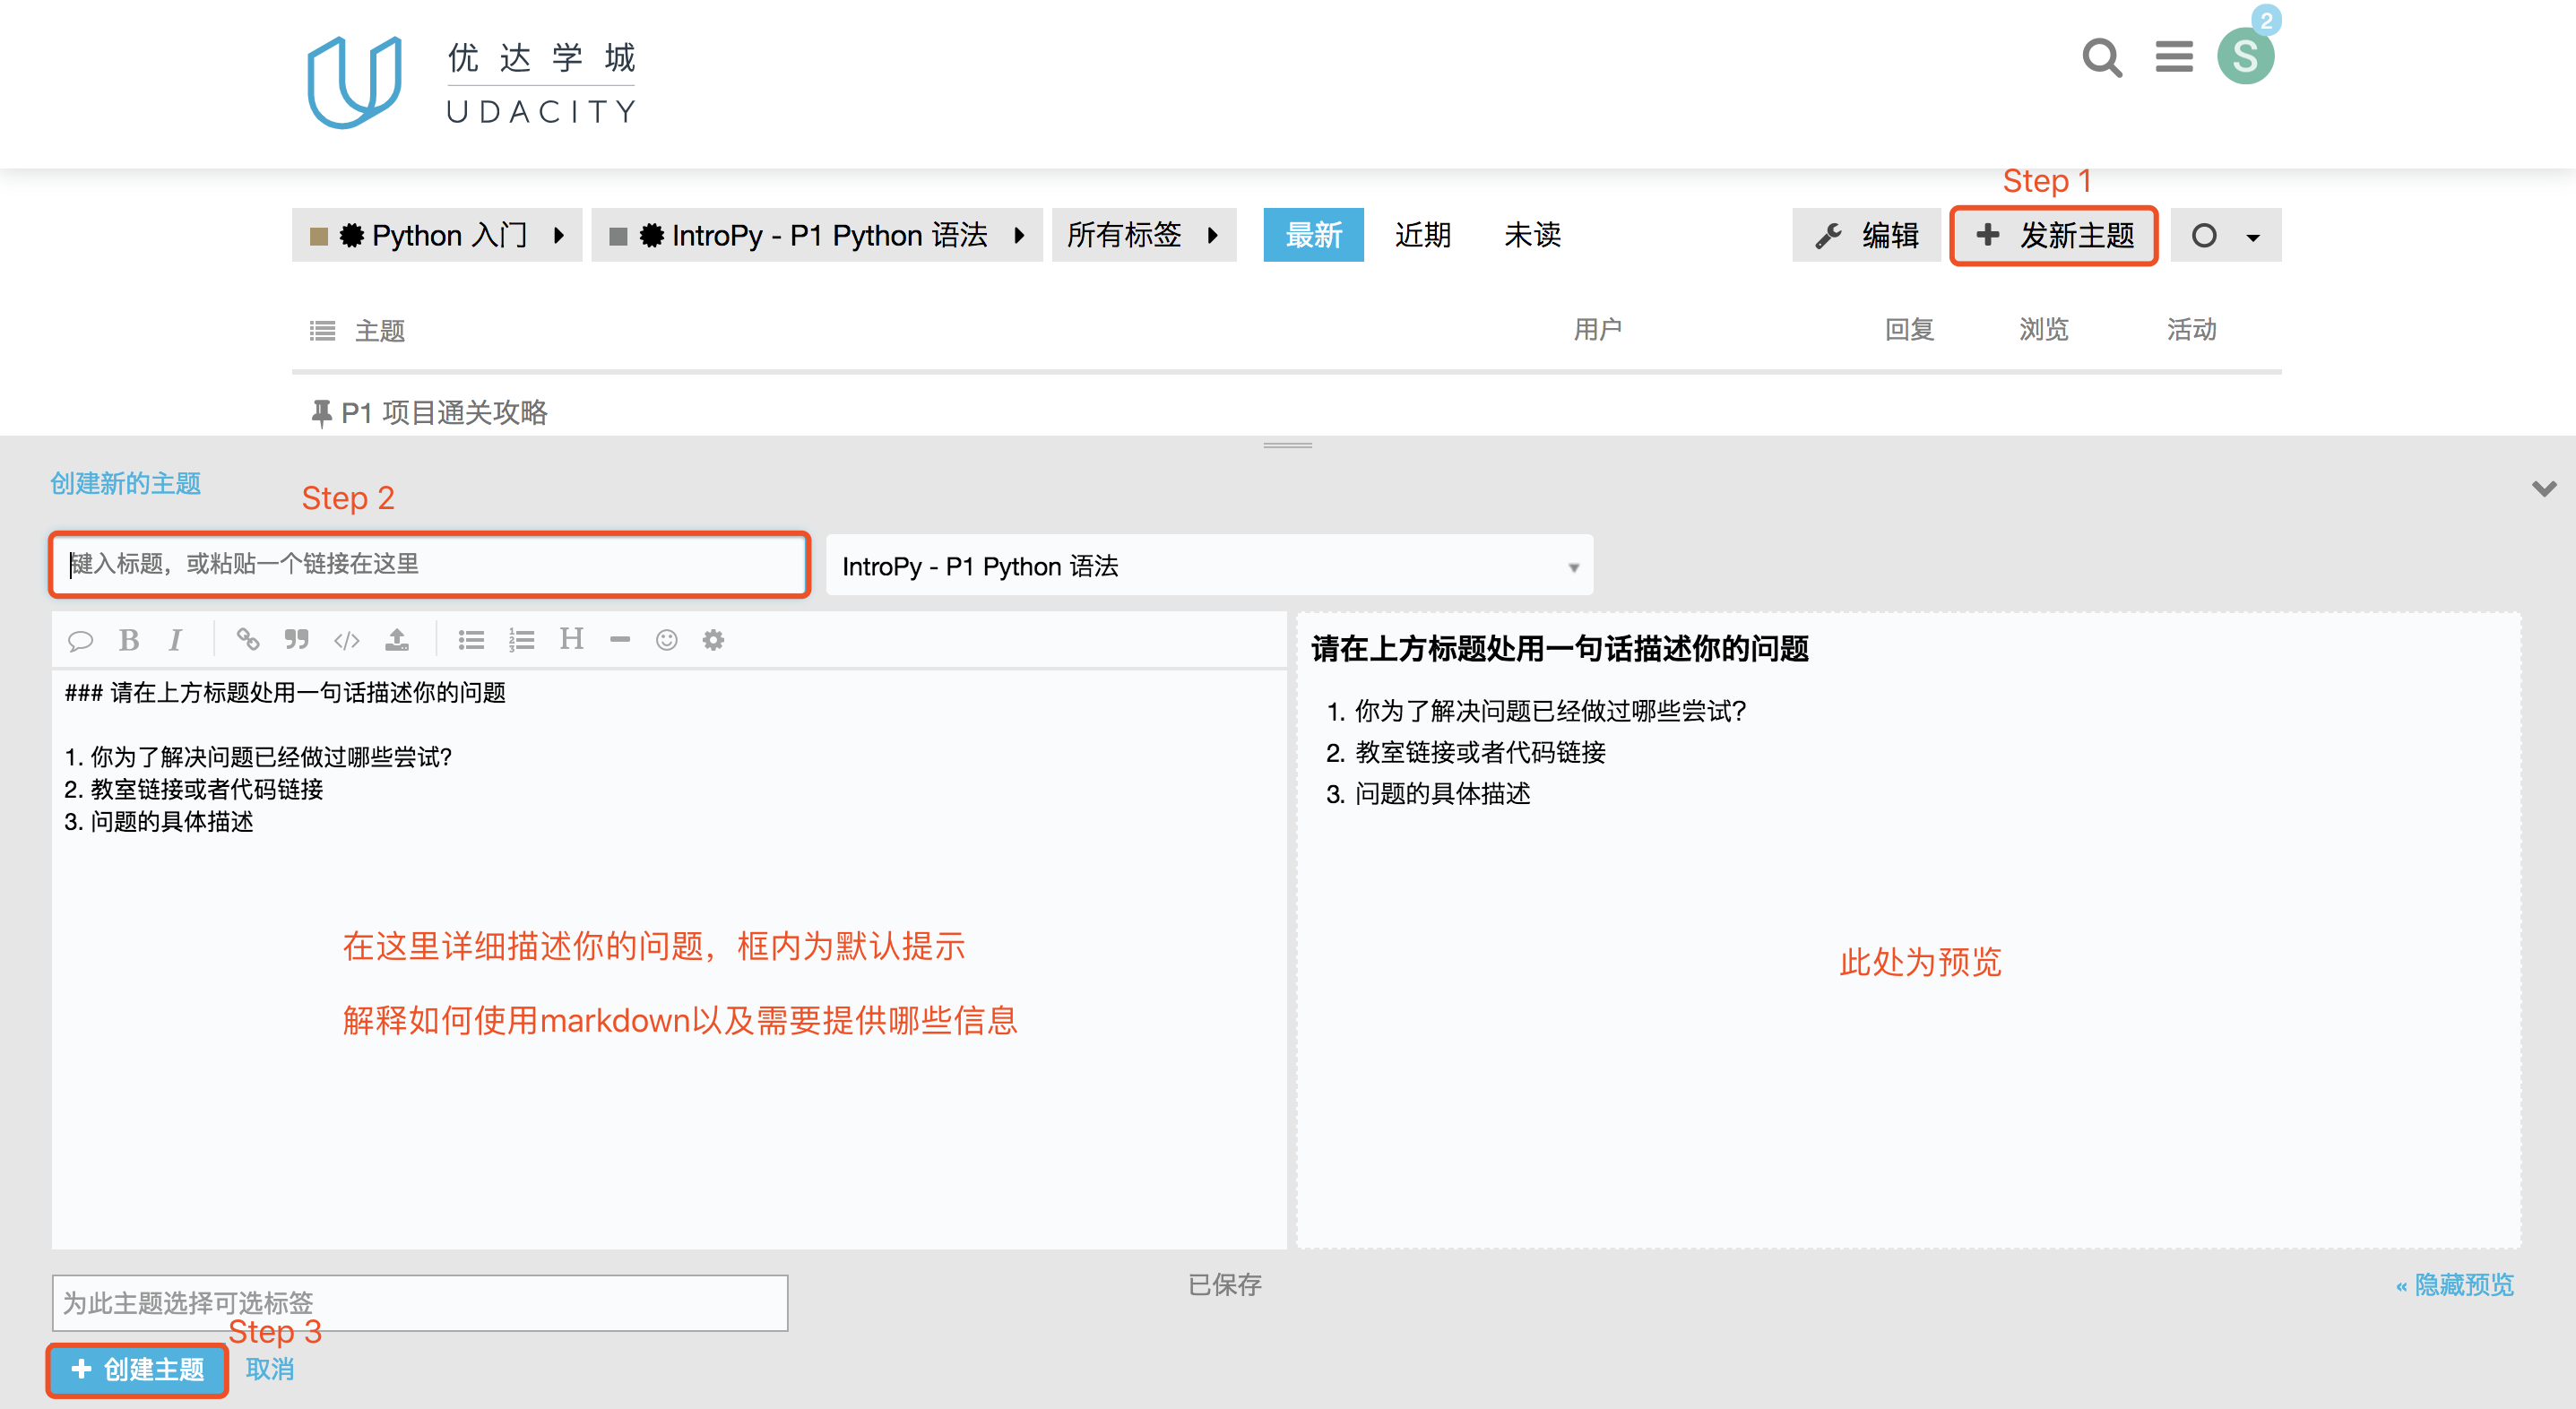 2
S
优达学城
UDACITY
Step 1
Python 入门
IntroPy - P1 Python 语法
所有标签
最新
近期
未读
编辑
发新主题
主题
用户
回复
浏览
活动
P1 项目通关攻略
创建新的主题
Step 2
键入标题，或粘贴一个链接在这里
IntroPy - P1 Python 语法
### 请在上方标题处用一句话描述你的问题
1. 你为了解决问题已经做过哪些尝试?
2. 教室链接或者代码链接
3. 问题的具体描述
在这里详细描述你的问题，框内为默认提示
解释如何使用markdown以及需要提供哪些信息
请在上方标题处用一句话描述你的问题
1. 你为了解决问题已经做过哪些尝试?
2. 教室链接或者代码链接
3. 问题的具体描述
此处为预览
为此主题选择可选标签
已保存
« 隐藏预览
Step 3
创建主题
取消